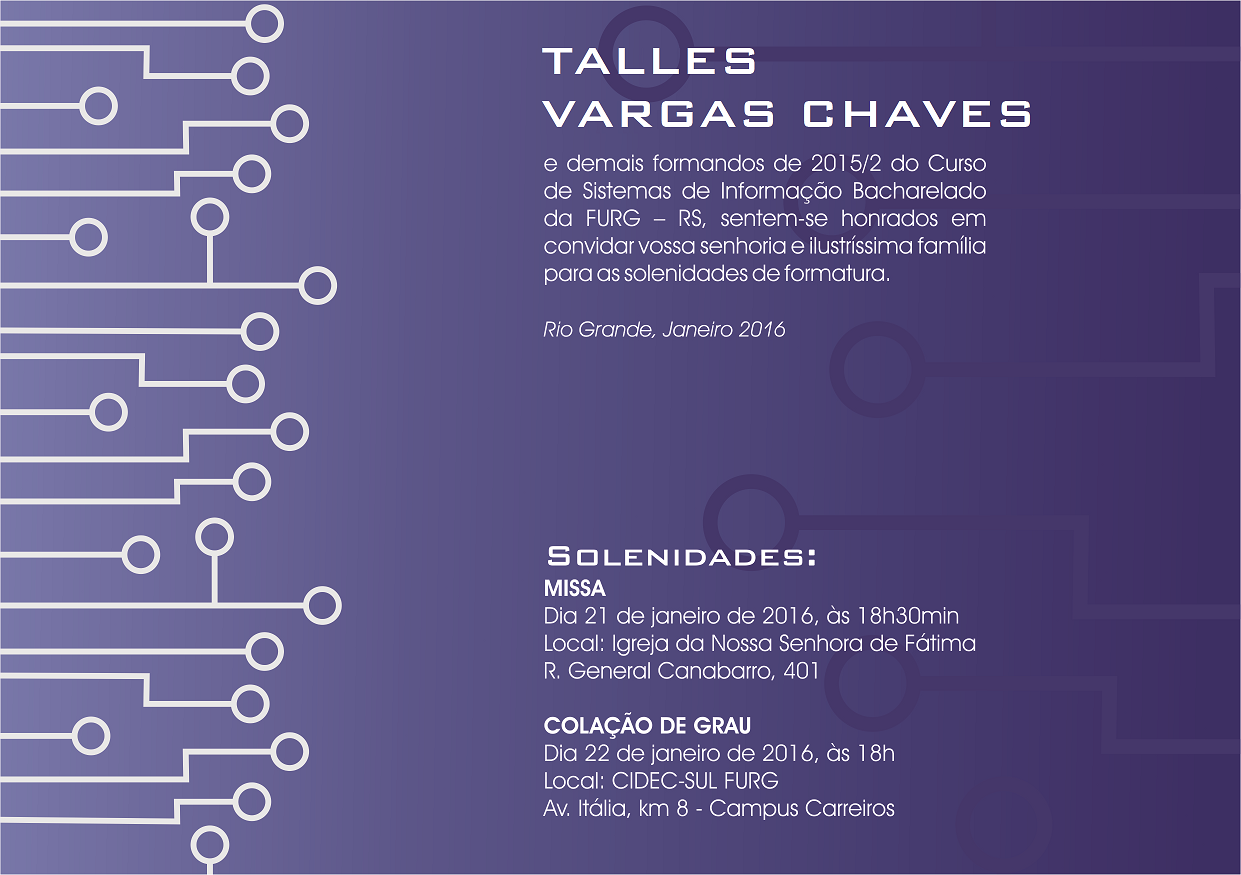 TALLES
VARGAS CHAVES
e demais formandos de 2015/2 do Curso
de Sistemas de Informação Bacharelado
da FURG – RS, sentem-se honrados em
convidar vossa senhoria e ilustríssima família
para as solenidades de formatura.
Rio Grande, Janeiro 2016
SOLENIDADES:
MISSA
Dia 21 de janeiro de 2016, às 18h30min
Local: Igreja da Nossa Senhora de Fátima
R. General Canabarro, 401
COLAÇÃO DE GRAU
Dia 22 de janeiro de 2016, às 18h
Local: CIDEC-SUL FURG
Av. Itália, km 8 - Campus Carreiros